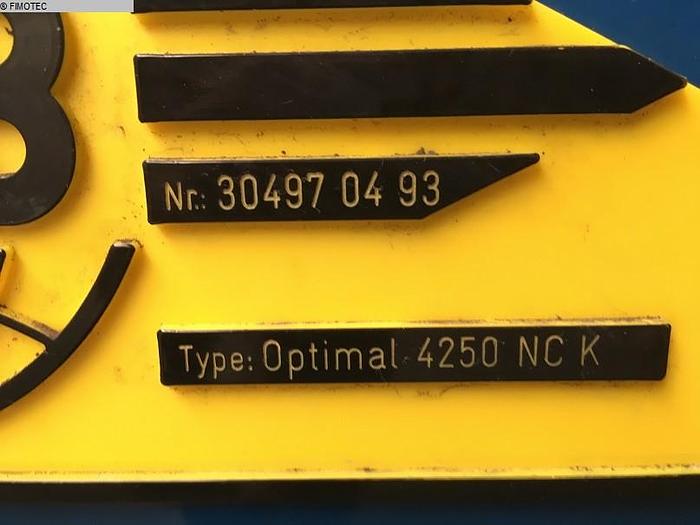 ® FIMOTEC
B
Nr.: 30497 04 93
Type: Optimal 4250 NC K